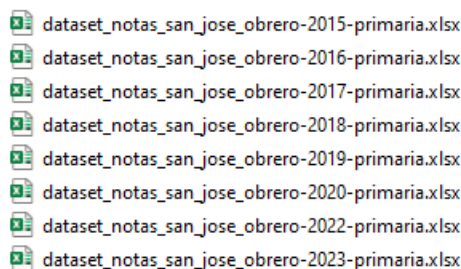 dataset_notas_san_jose_obrero-2015-primaria.xlsx
dataset_notas_san_jose_obrero-2016-primaria.xlsx
dataset_notas_san_jose_obrero-2017-primaria.xlsx
dataset_notas_san_jose_obrero-2018-primaria.xlsx
dataset_notas_san_jose_obrero-2019-primaria.xlsx
dataset_notas_san_jose_obrero-2020-primaria.xlsx
dataset_notas_san_jose_obrero-2022-primaria.xlsx
dataset_notas_san_jose_obrero-2023-primaria.xlsx